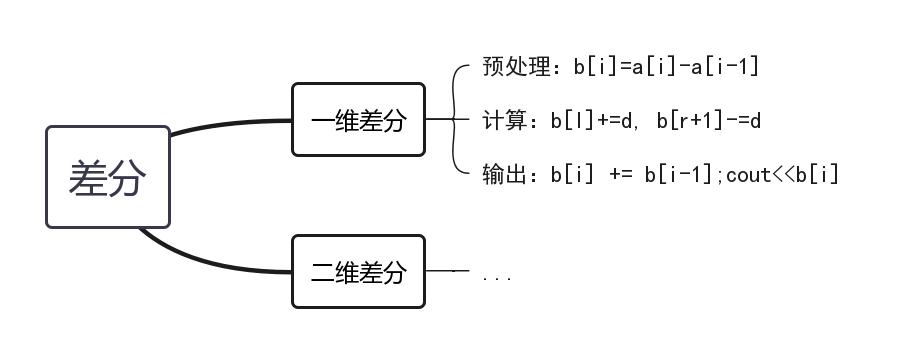 差分
一维差分
预处理：b[i]=a[i]-a[i-1]
计算：b[l]+=d, b[r+1]-=d
输出：b[i] += b[i-1];cout<<b[i]
二维差分
...